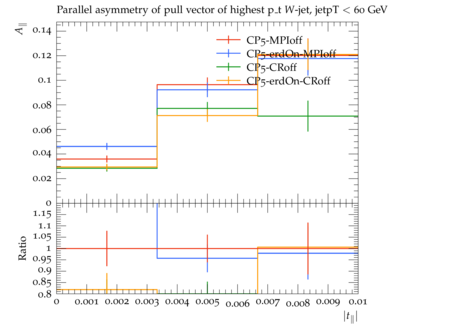 Parallel asymmetry of pull vector of highest p_t W-jet, jetpT < 60 GeV
A∥
0.14
CP5-MPIoff
0.12
CP5-erdOn-MPIoff
CP5-CRoff
0.1
CP5-erdOn-CRoff
0.08
0.06
0.04
0.02
0
Ratio
1.15
1.1
1.05
1
0.95
0.9
0.85
0.8
0 0.001 0.002 0.003 0.004 0.005 0.006 0.007 0.008 0.009 0.01
|t∥|